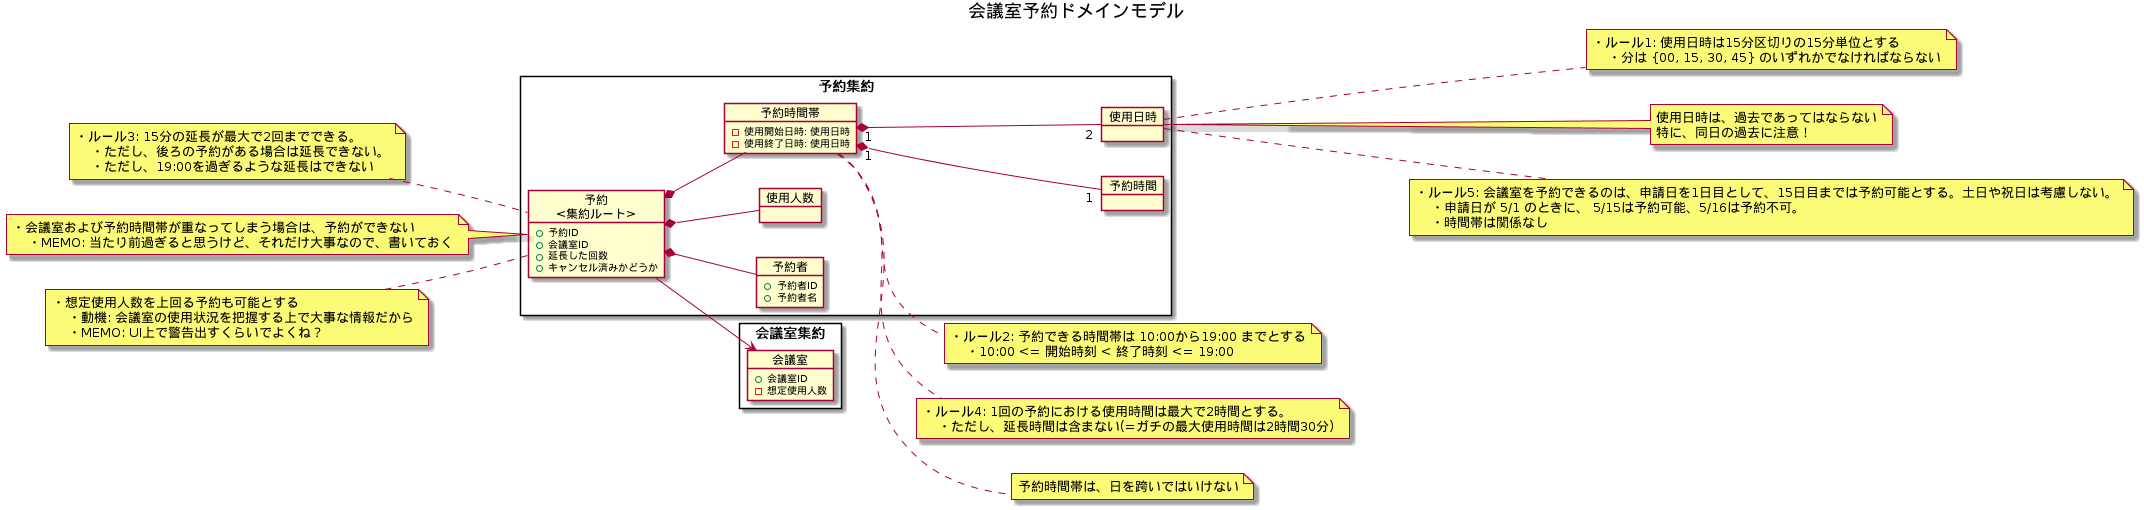 会議室予約ドメインモデル
・ルール1: 使用日時は15分区切りの15分単位とする
・分は {00, 15, 30, 45} のいずれかでなければならない
使用日時は、過去であってはならない
特に、同日の過去に注意！
・ルール5: 会議室を予約できるのは、申請日を1日目として、15日目までは予約可能とする。土日や祝日は考慮しない。
・申請日が 5/1 のときに、 5/15は予約可能、5/16は予約不可。
・時間帯は関係なし
予約集約
予約時間帯
使用開始日時: 使用日時
使用終了日時: 使用日時
1
1
2
使用日時
1
予約時間
使用人数
予約者
予約者ID
予約者名
予約
<集約ルート>
予約ID
会議室ID
延長した回数
キャンセル済みかどうか
・ルール3: 15分の延長が最大で2回までできる。
・ただし、後ろの予約がある場合は延長できない。
・ただし、19:00を過ぎるような延長はできない
・会議室および予約時間帯が重なってしまう場合は、予約ができない
・MEMO: 当たり前過ぎると思うけど、それだけ大事なので、書いておく
・想定使用人数を上回る予約も可能とする
・動機: 会議室の使用状況を把握する上で大事な情報だから
・MEMO: UI上で警告出すくらいでよくね？
会議室集約
会議室
会議室ID
想定使用人数
・ルール2: 予約できる時間帯は 10:00から19:00 までとする
・10:00 <= 開始時刻 < 終了時刻 <= 19:00
・ルール4: 1回の予約における使用時間は最大で2時間とする。
・ただし、延長時間は含まない(=ガチの最大使用時間は2時間30分)
予約時間帯は、日を跨いではいけない